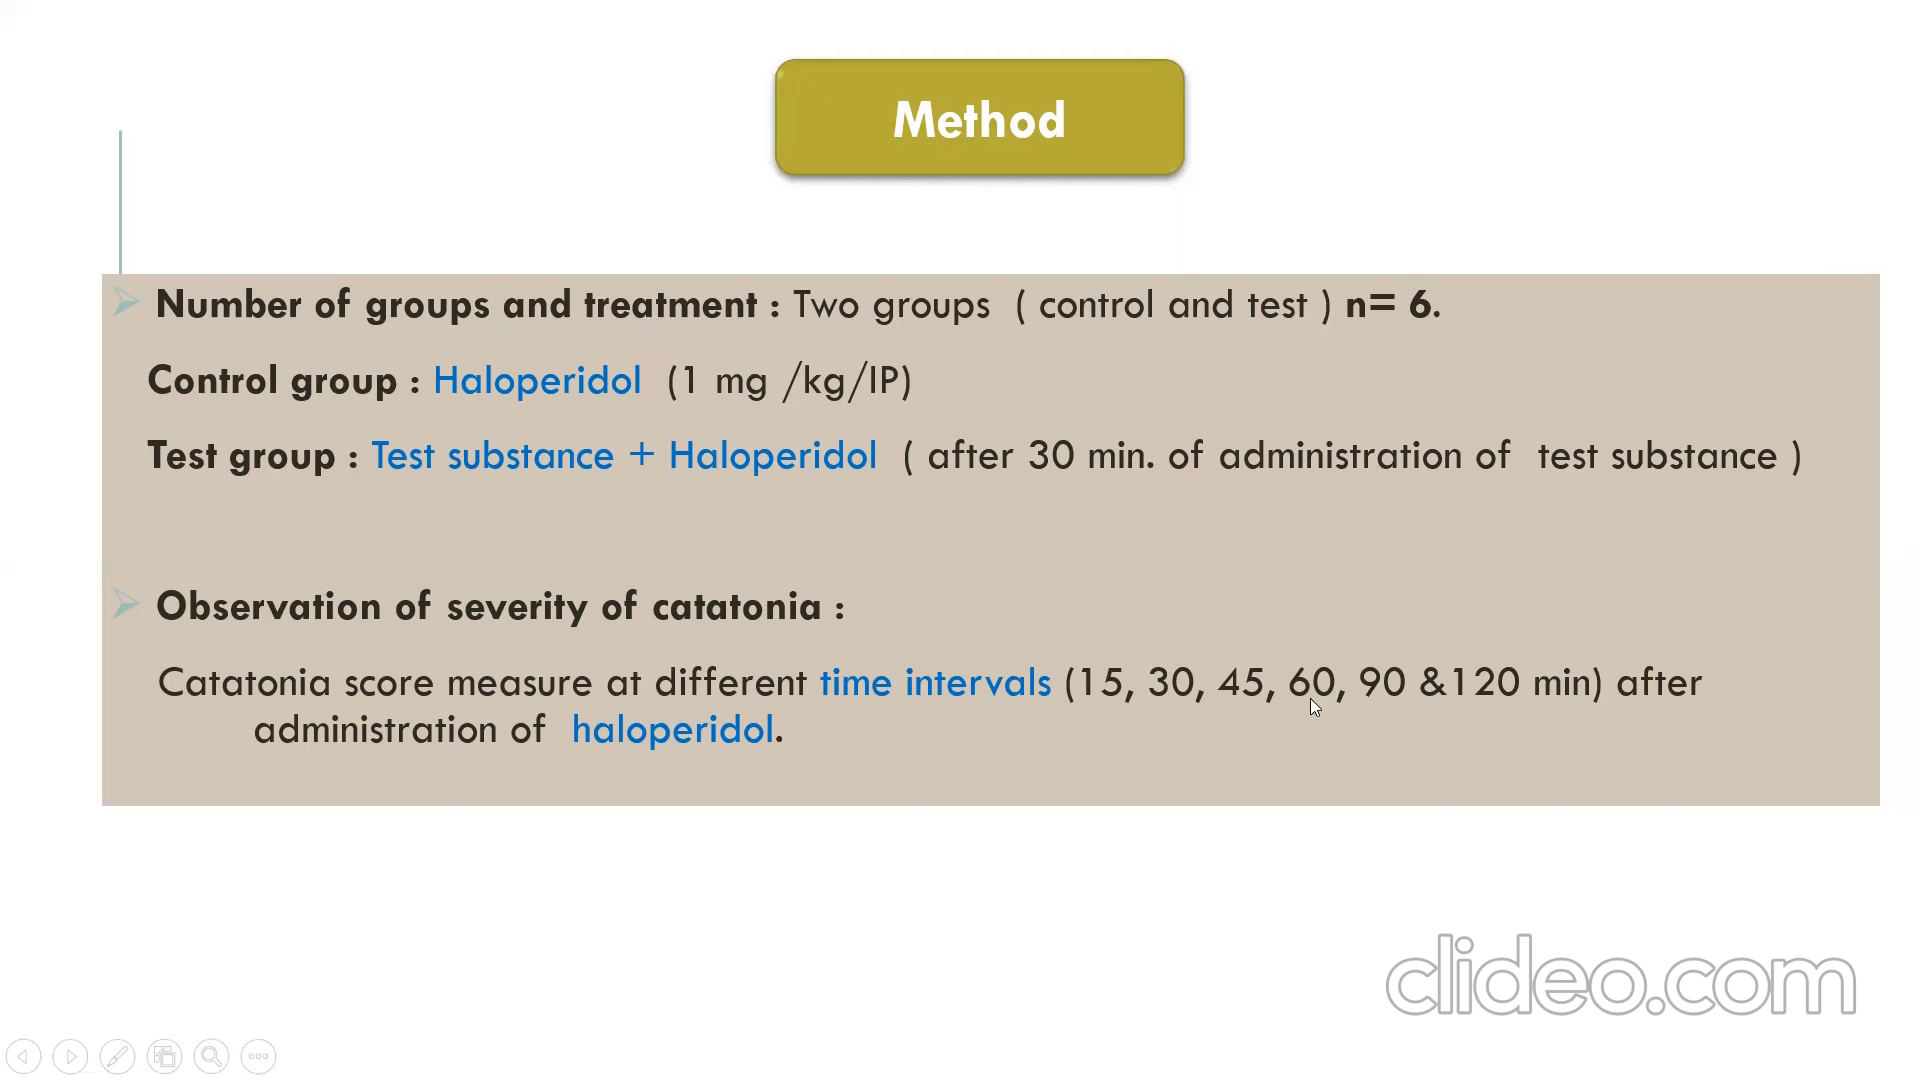 Method
Number of groups and treatment : Two groups ( control and test ) n= 6.
Control group : Haloperidol (1 mg /kg/IP)
Test group : Test substance + Haloperidol ( after 30 min. of administration of test substance )
Observation of severity of catatonia :
Catatonia score measure at different time intervals (15, 30, 45, 60, 90 &120 min) after
administration of haloperidol.
clideo.com